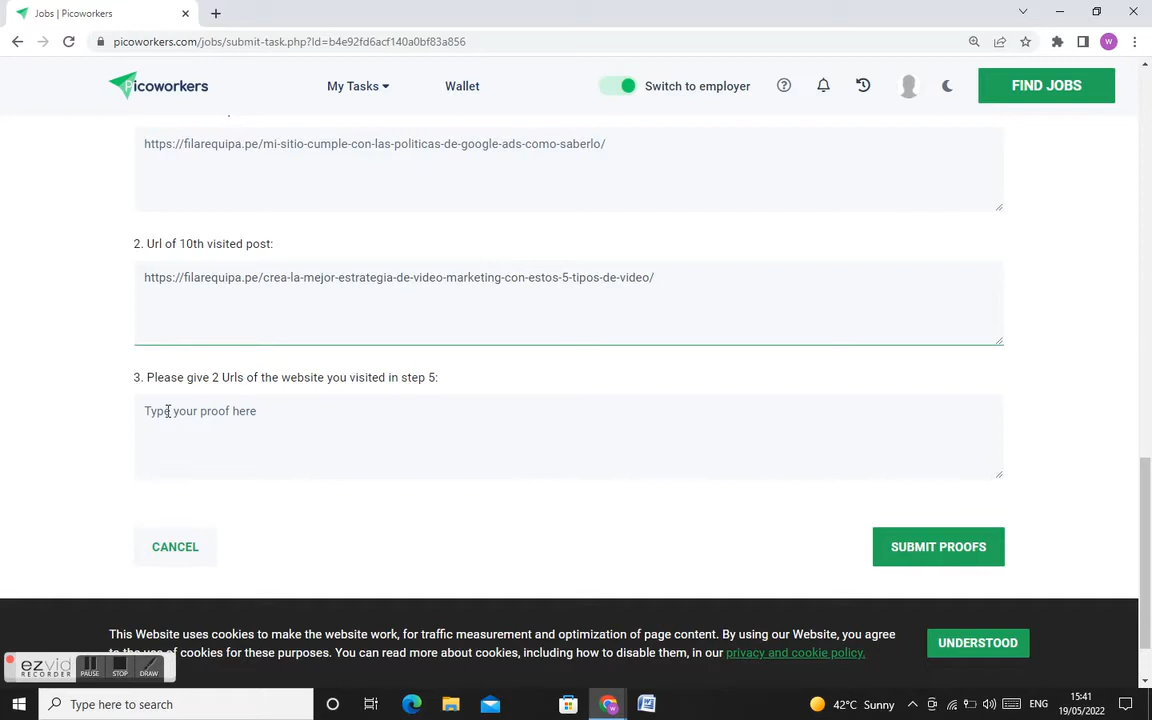 Jobs | Picoworkers
picoworkers.com/jobs/submit-task.php?Id=b4e92fd6acf140a0bf83a856
W
Picoworkers
My Tasks
Wallet
Switch to employer
FIND JOBS
https://filarequipa.pe/mi-sitio-cumple-con-las-politicas-de-google-ads-como-saberlo/
2. Url of 10th visited post:
https://filarequipa.pe/crea-la-mejor-estrategia-de-video-marketing-con-estos-5-tipos-de-video/
3. Please give 2 Urls of the website you visited in step 5:
Type your proof here
CANCEL
SUBMIT PROOFS
This Website uses cookies to make the website work, for traffic measurement and optimization of page content. By using our Website, you agree
use of cookies for these purposes. You can read more about cookies, including how to disable them, in our privacy and cookie policy.
UNDERSTOOD
ezvid
RECORDER
PAUSE
STOP
DRAW
Type here to search
42°C Sunny
ENG
15:41
19/05/2022